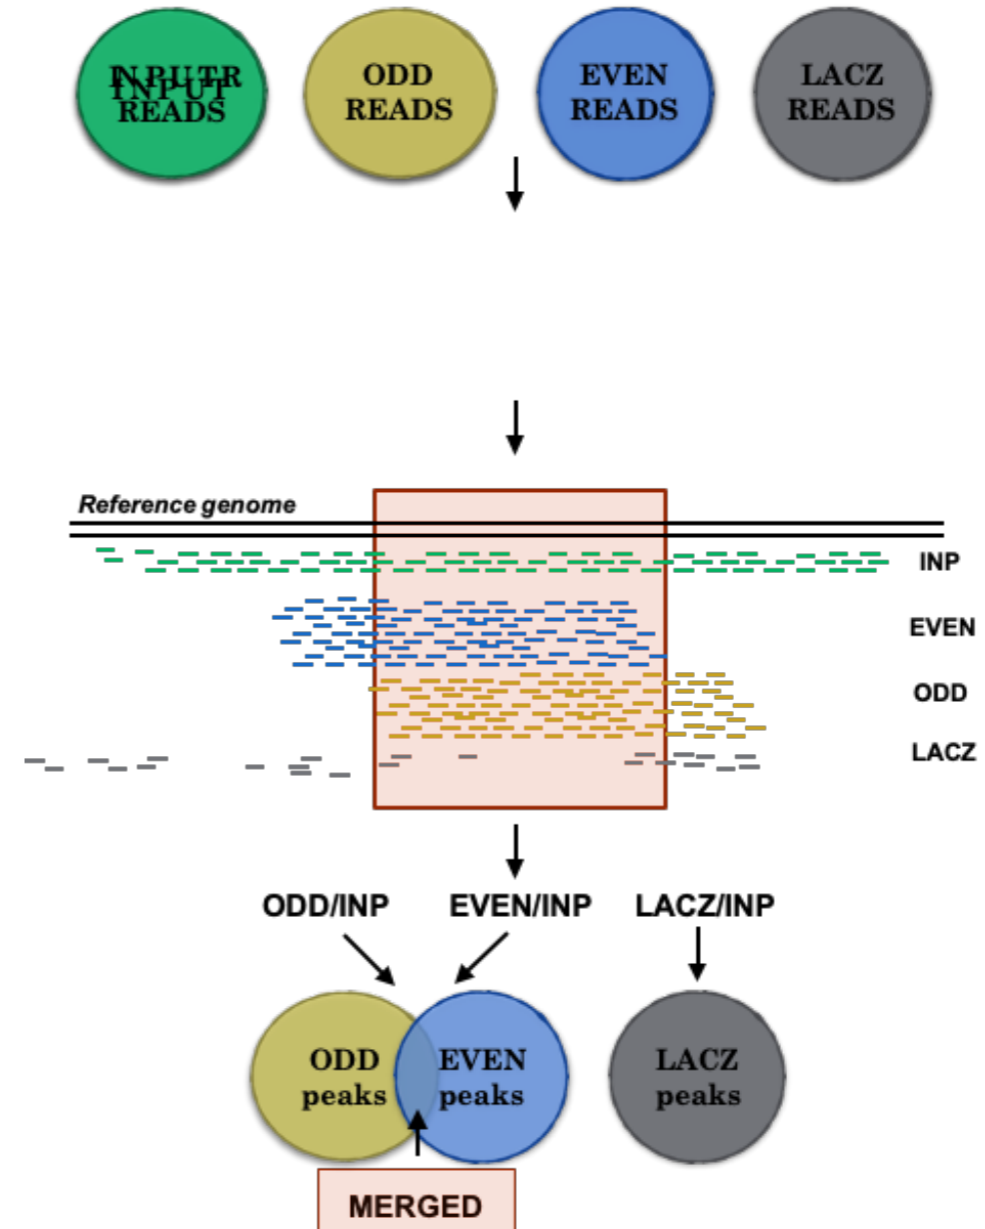 INPUT
READS
ODD
READS
EVEN
READS
LACZ
READS
Reference genome
INP
EVEN
ODD
LACZ
ODD/INP
EVEN/INP
LACZ/INP
ODD
peaks
EVEN
peaks
LACZ
peaks
MERGED